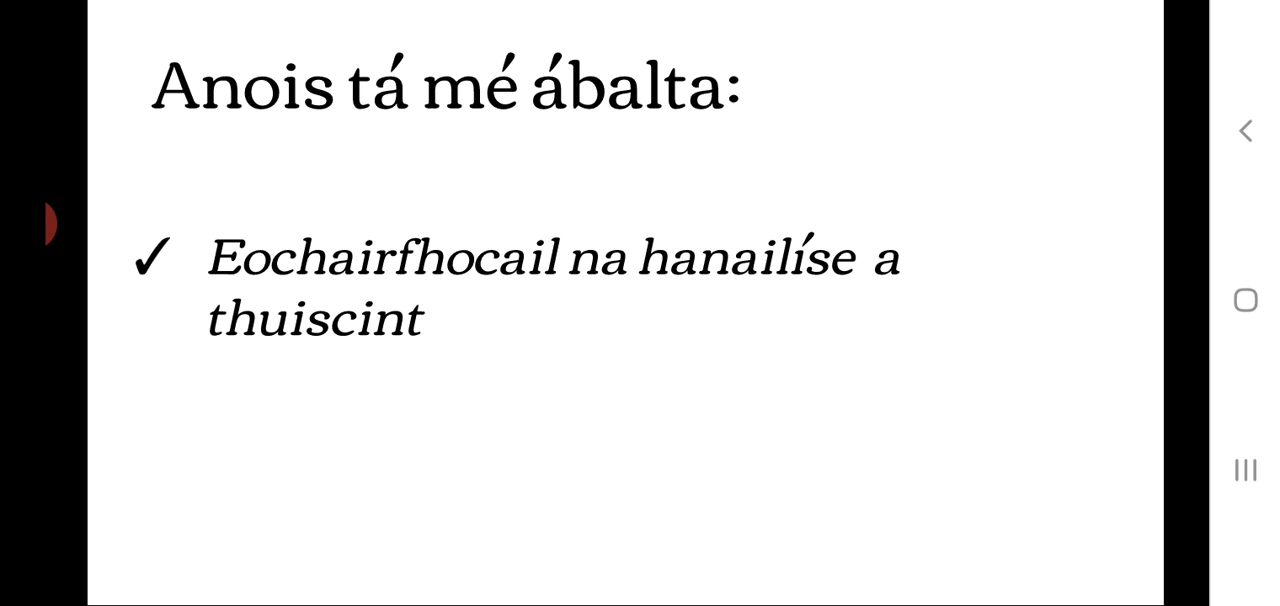 Anois tá mé ábalta:
✓ Eochairfhocail na hanailíse a
thuiscint